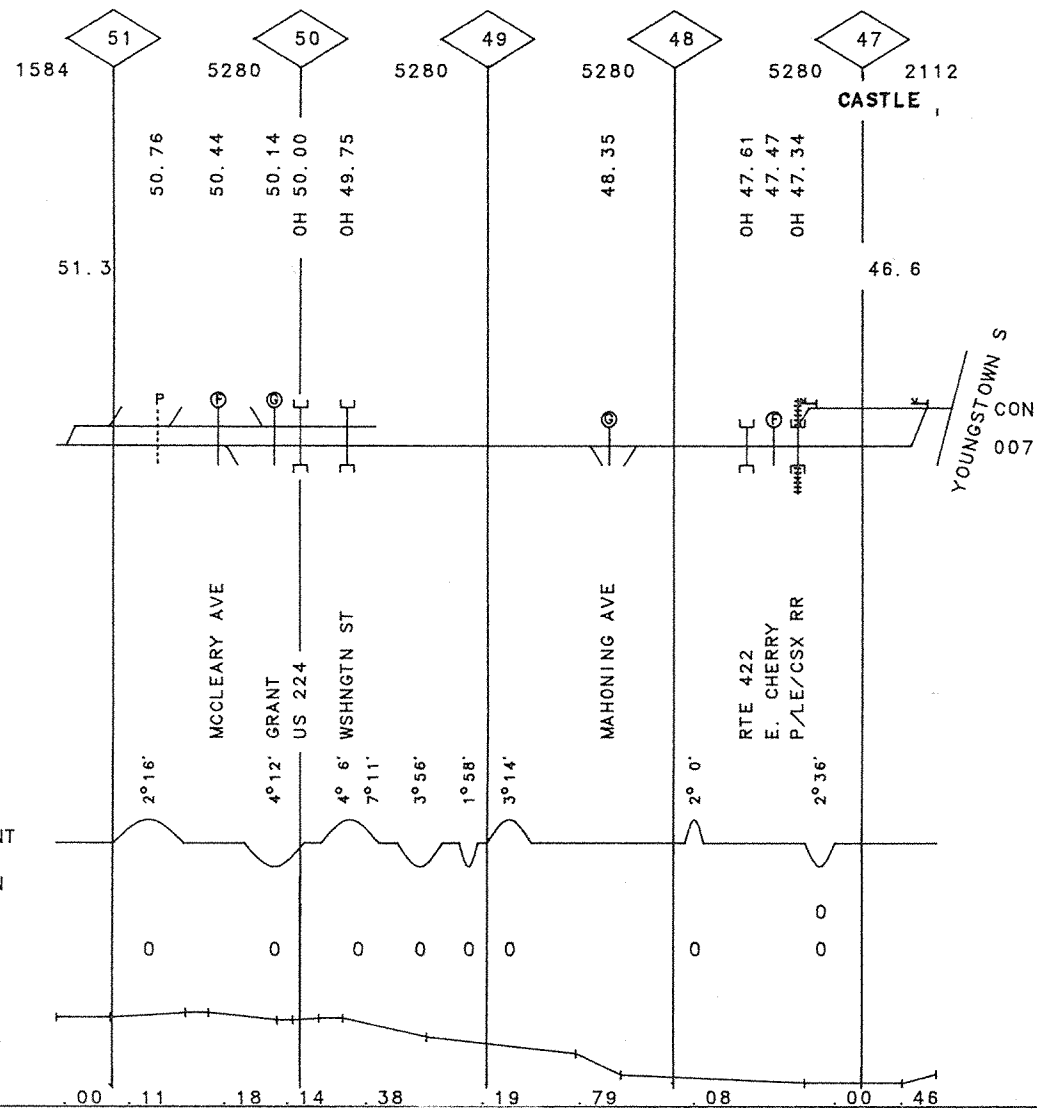 51 50 49 48 47
1584 5280 5280 5280 5280 2112
CASTLE
50.76
50.44
50.14
OH 50.00
OH 49.75
48.35
OH 47.61
47.47
OH 47.34
51.3 46.6
P F G G F
YOUNGSTOWN S
CON
007
MCCLEARY AVE
GRANT
US 224
WSHNGTN ST
MAHONING AVE
RTE 422
E. CHERRY
P/LE/CSX RR
2°16'
4°12'
4° 6'
7°11'
3°56'
1°58'
3°14'
2° 0'
2°36'
NT
N
0
0 0 0 0 0 0 0 0
.00 .11 .18 .14 .38 .19 .79 .08 .00 .46